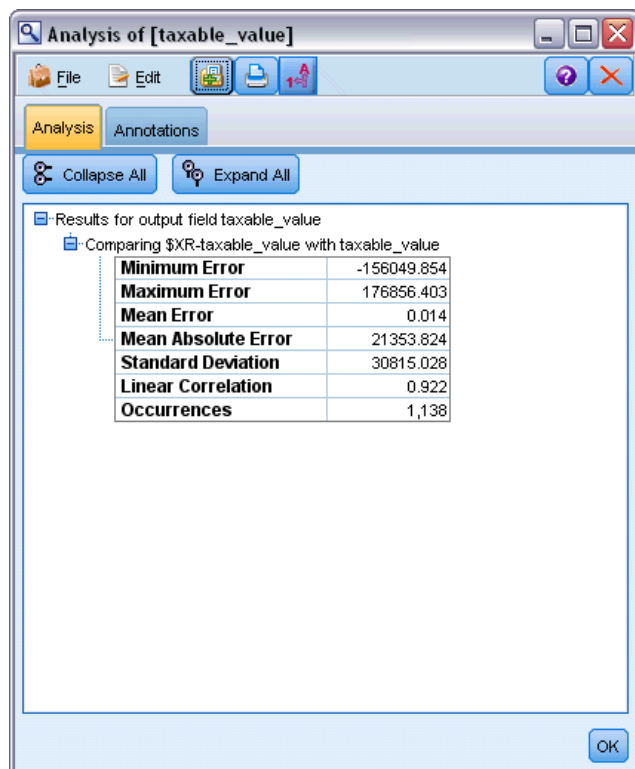 Analysis of [taxable_value]
File Edit
Analysis Annotations
Collapse All Expand All
Results for output field taxable_value
Comparing $XR-taxable_value with taxable_value
Minimum Error -156049.854
Maximum Error 176856.403
Mean Error 0.014
Mean Absolute Error 21353.824
Standard Deviation 30815.028
Linear Correlation 0.922
Occurrences 1,138
OK